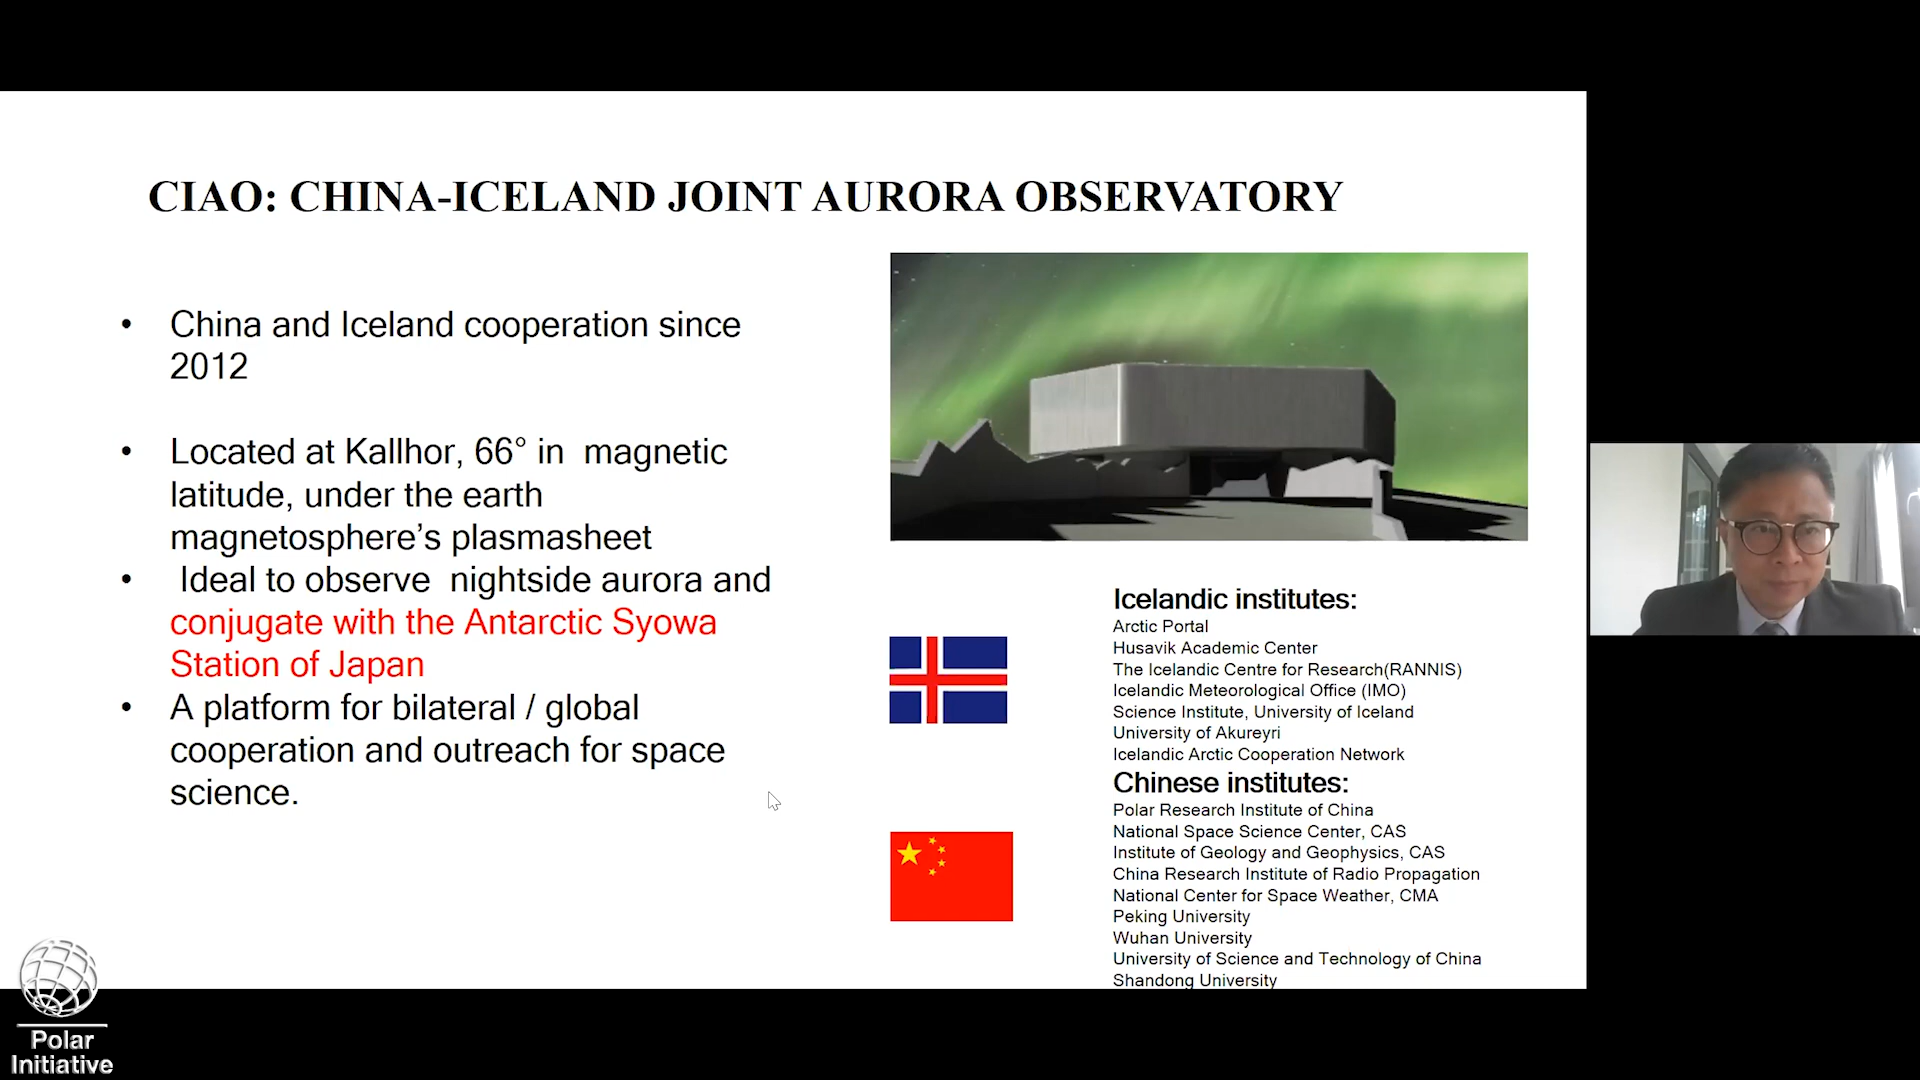 CIAO: CHINA-ICELAND JOINT AURORA OBSERVATORY
• China and Iceland cooperation since
2012
• Located at Kallhor, 66° in magnetic
latitude, under the earth
magnetosphere’s plasmasheet
• Ideal to observe nightside aurora and
conjugate with the Antarctic Syowa
Station of Japan
• A platform for bilateral / global
cooperation and outreach for space
science.
Icelandic institutes:
Arctic Portal
Husavik Academic Center
The Icelandic Centre for Research(RANNIS)
Icelandic Meteorological Office (IMO)
Science Institute, University of Iceland
University of Akureyri
Icelandic Arctic Cooperation Network
Chinese institutes:
Polar Research Institute of China
National Space Science Center, CAS
Institute of Geology and Geophysics, CAS
China Research Institute of Radio Propagation
National Center for Space Weather, CMA
Peking University
Wuhan University
University of Science and Technology of China
Shandong University
Polar
Initiative